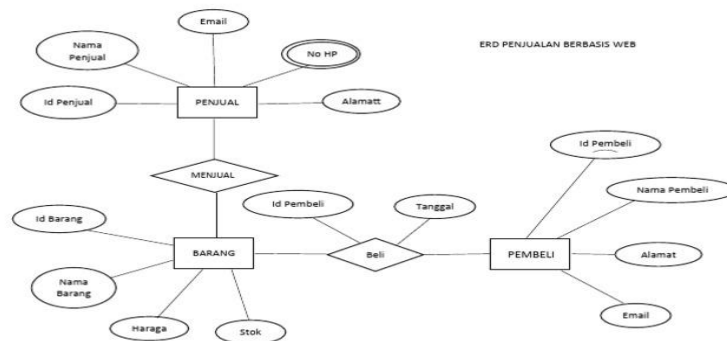 Email
Nama
Penjual
No HP
ERD PENJUALAN BERBASIS WEB
Id Penjual
PENJUAL
Alamatt
Id Pembeli
MENJUAL
Nama Pembeli
Id Pembeli
Tanggal
Id Barang
BARANG
Beli
PEMBELI
Alamat
Nama
Barang
Email
Haraga
Stok